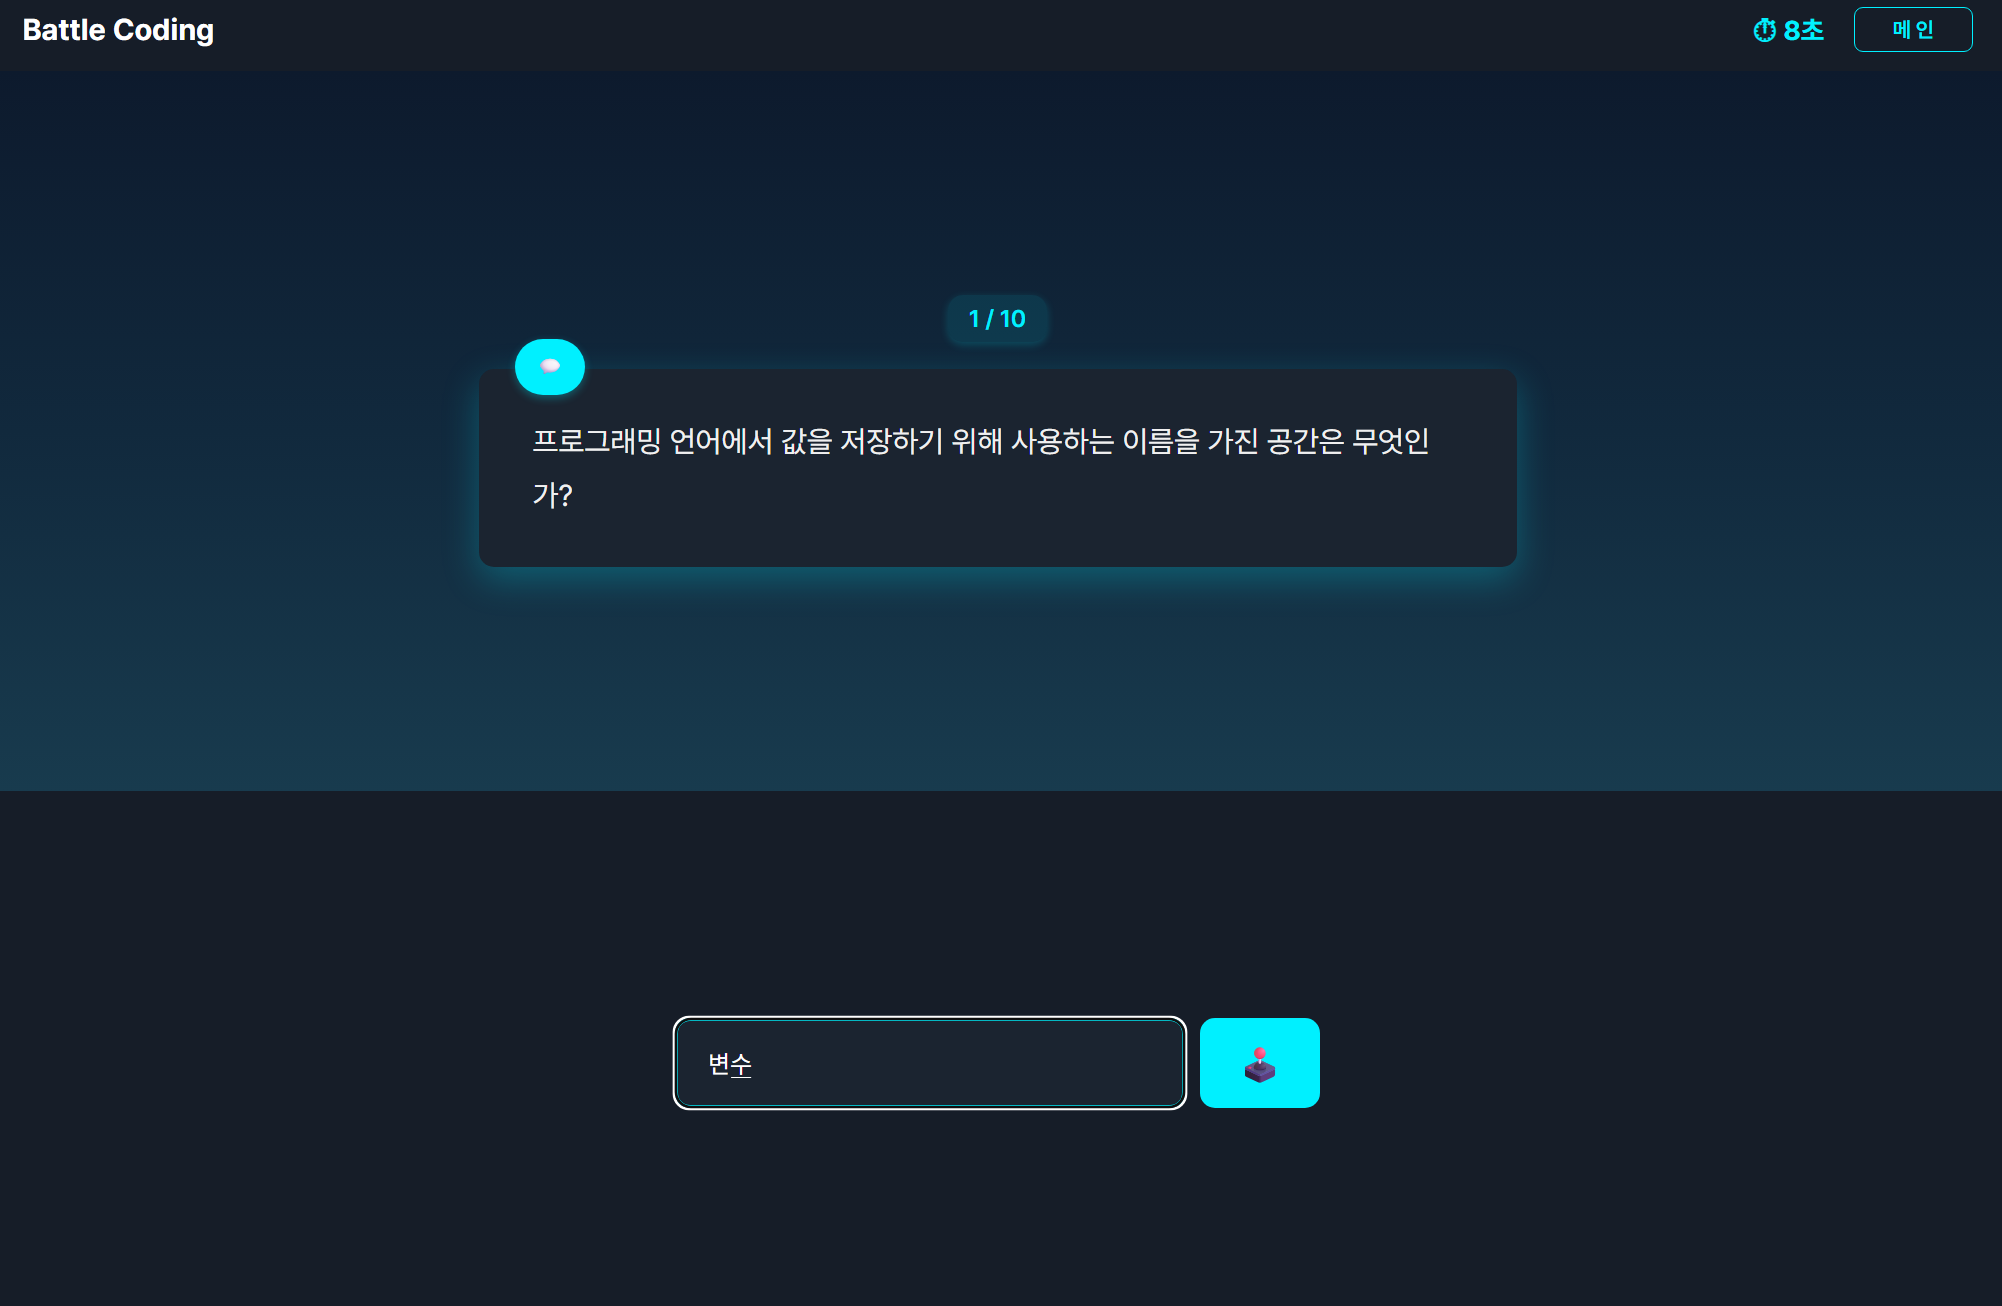 Battle Coding
⏱ 8초
메인
1 / 10
프로그래밍 언어에서 값을 저장하기 위해 사용하는 이름을 가진 공간은 무엇인
가?
변수